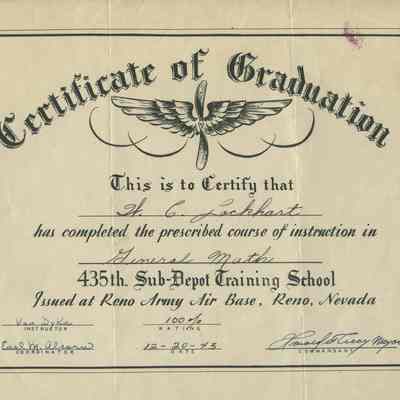 Certificate of Graduation
This is to Certify that
W. C. Lockhart
has completed the prescribed course of instruction in
General Math
435th. Sub-Depot Training School
Issued at Reno Army Air Base, Reno, Nevada
Van Dyke 100%
INSTRUCTOR RATING
Earl M. 12-20-43
COORDINATOR DATE COMMANDANT